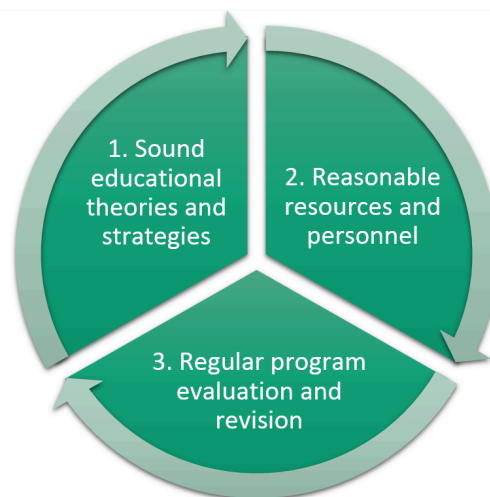 1. Sound
educational
theories and
strategies
2. Reasonable
resources and
personnel
3. Regular program
evaluation and
revision